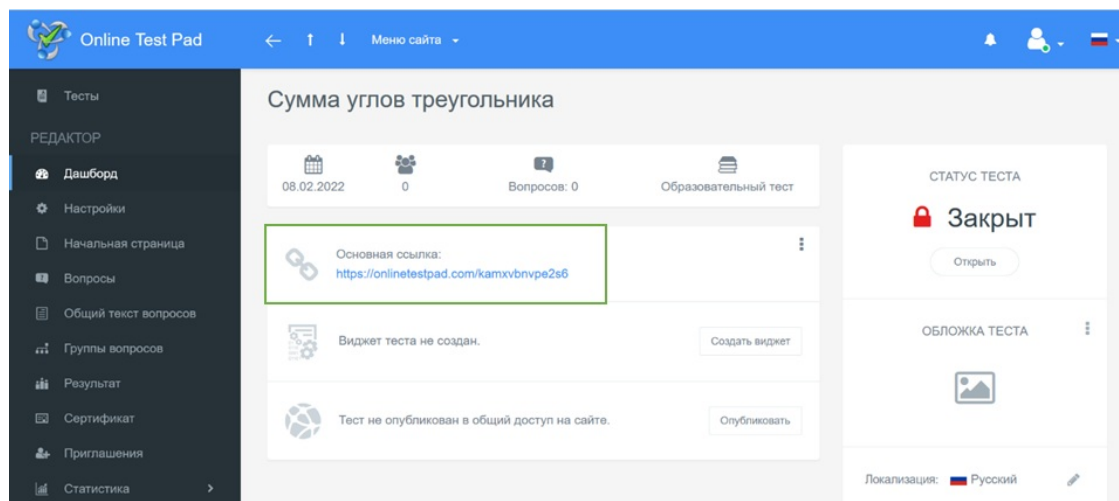 Online Test Pad
Меню сайта
Тесты
РЕДАКТОР
Дашборд
Настройки
Начальная страница
Вопросы
Общий текст вопросов
Группы вопросов
Результат
Сертификат
Приглашения
Статистика
Сумма углов треугольника
08.02.2022
0
Вопросов: 0
Образовательный тест
Основная ссылка:
https://onlinetestpad.com/kamxvbnvpe2s6
Виджет теста не создан.
Создать виджет
Тест не опубликован в общий доступ на сайте.
Опубликовать
СТАТУС ТЕСТА
Закрыт
Открыть
ОБЛОЖКА ТЕСТА
Локализация: Русский